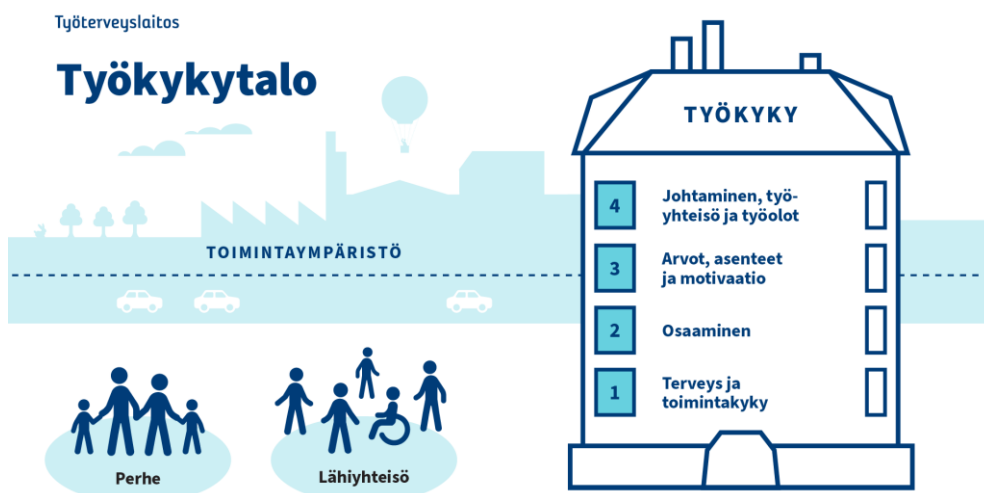 Työterveyslaitos
Työkykytalo
TYÖKYKY
4
Johtaminen, työ-
yhteisö ja työolot
TOIMINTAYMPÄRISTÖ
3
Arvot, asenteet
ja motivaatio
2
Osaaminen
1
Terveys ja
toimintakyky
Perhe
Lähiyhteisö